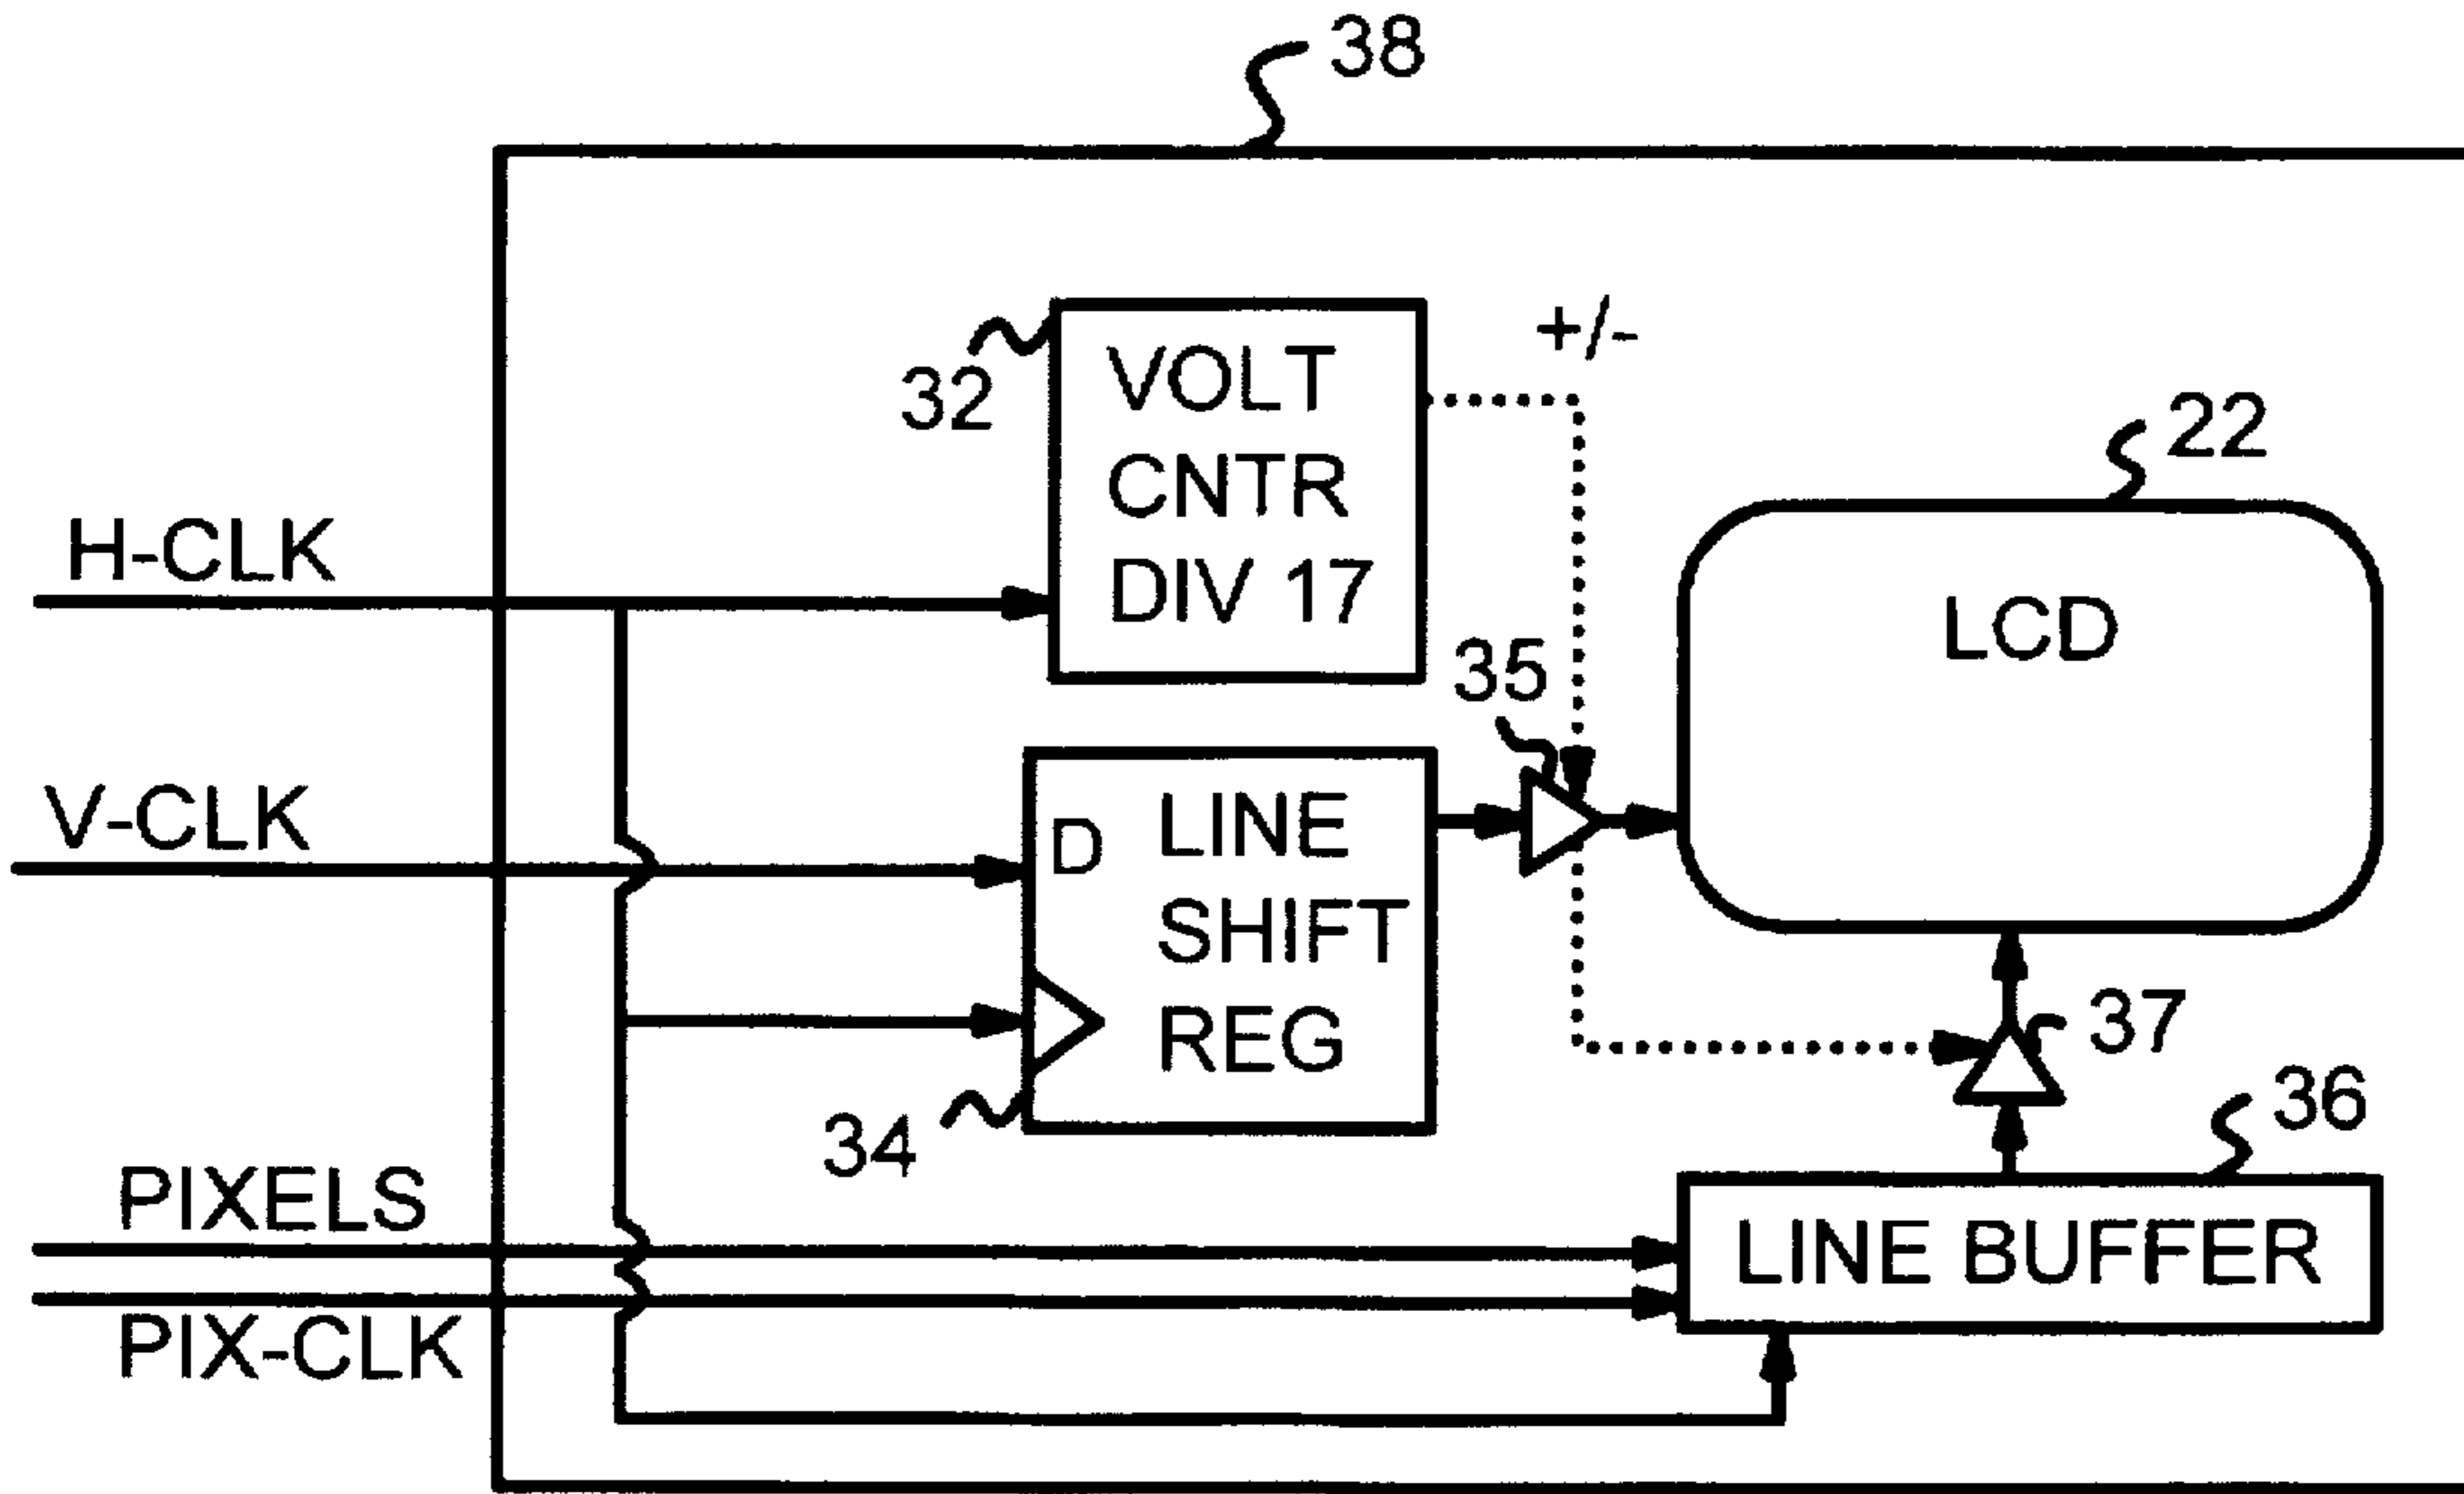 38
32
VOLT
CNTR
DIV 17
+/-
22
LCD
H-CLK
35
V-CLK
D
LINE
SHIFT
REG
34
37
36
PIXELS
PIX-CLK
LINE BUFFER